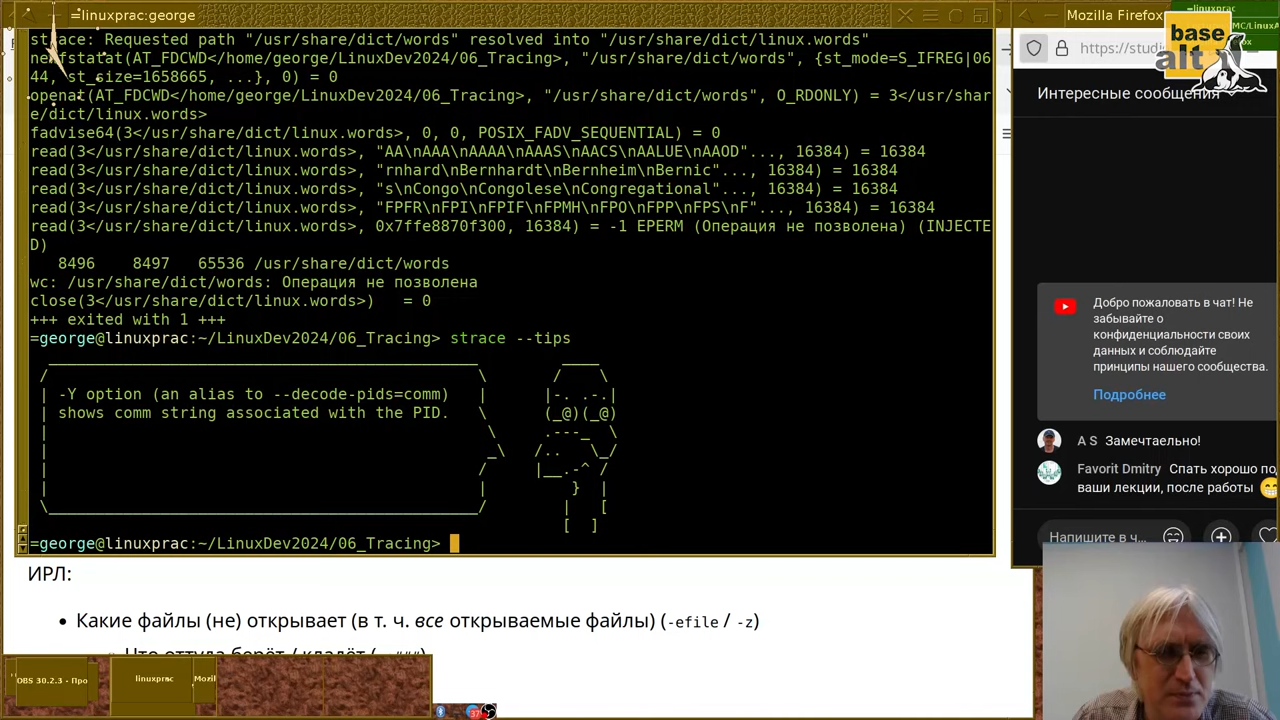 =linuxprac:george
strace: Requested path "/usr/share/dict/words" resolved into "/usr/share/dict/linux.words"
newfstatat(AT_FDCWD</home/george/LinuxDev2024/06_Tracing>, "/usr/share/dict/words", {st_mode=S_IFREG|06
44, st_size=1658665, ...}, 0) = 0
openat(AT_FDCWD</home/george/LinuxDev2024/06_Tracing>, "/usr/share/dict/words", O_RDONLY) = 3</usr/shar
e/dict/linux.words>
fadvise64(3</usr/share/dict/linux.words>, 0, 0, POSIX_FADV_SEQUENTIAL) = 0
read(3</usr/share/dict/linux.words>, "AA\nAAA\nAAAA\nAAAS\nAACS\nAALUE\nAAOD"..., 16384) = 16384
read(3</usr/share/dict/linux.words>, "rnhard\nBernhardt\nBernheim\nBernic"..., 16384) = 16384
read(3</usr/share/dict/linux.words>, "s\nCongo\nCongolese\nCongregational"..., 16384) = 16384
read(3</usr/share/dict/linux.words>, "FPFR\nFPI\nFPIF\nFPMH\nFPO\nFPP\nFPS\nF"..., 16384) = 16384
read(3</usr/share/dict/linux.words>, 0x7ffe8870f300, 16384) = -1 EPERM (Операция не позволена) (INJECTE
D)
8496 8497 65536 /usr/share/dict/words
wc: /usr/share/dict/words: Операция не позволена
close(3</usr/share/dict/linux.words>) = 0
+++ exited with 1 +++
=george@linuxprac:~/LinuxDev2024/06_Tracing> strace --tips
-Y option (an alias to --decode-pids=comm)
shows comm string associated with the PID.
=george@linuxprac:~/LinuxDev2024/06_Tracing>
ИРЛ:
• Какие файлы (не) открывает (в т. ч. все открываемые файлы) (-efile / -z)
Mozilla Firefox
base
alt
https://studi
Интересные сообщения
Добро пожаловать в чат! Не
забывайте о
конфиденциальности своих
данных и соблюдайте
принципы нашего сообщества.
Подробнее
A S Замечтаельно!
Favorit Dmitry Спать хорошо по
ваши лекции, после работы
Напишите в ч...
OBS 30.2.3 - Про
linuxprac
Mozil
37